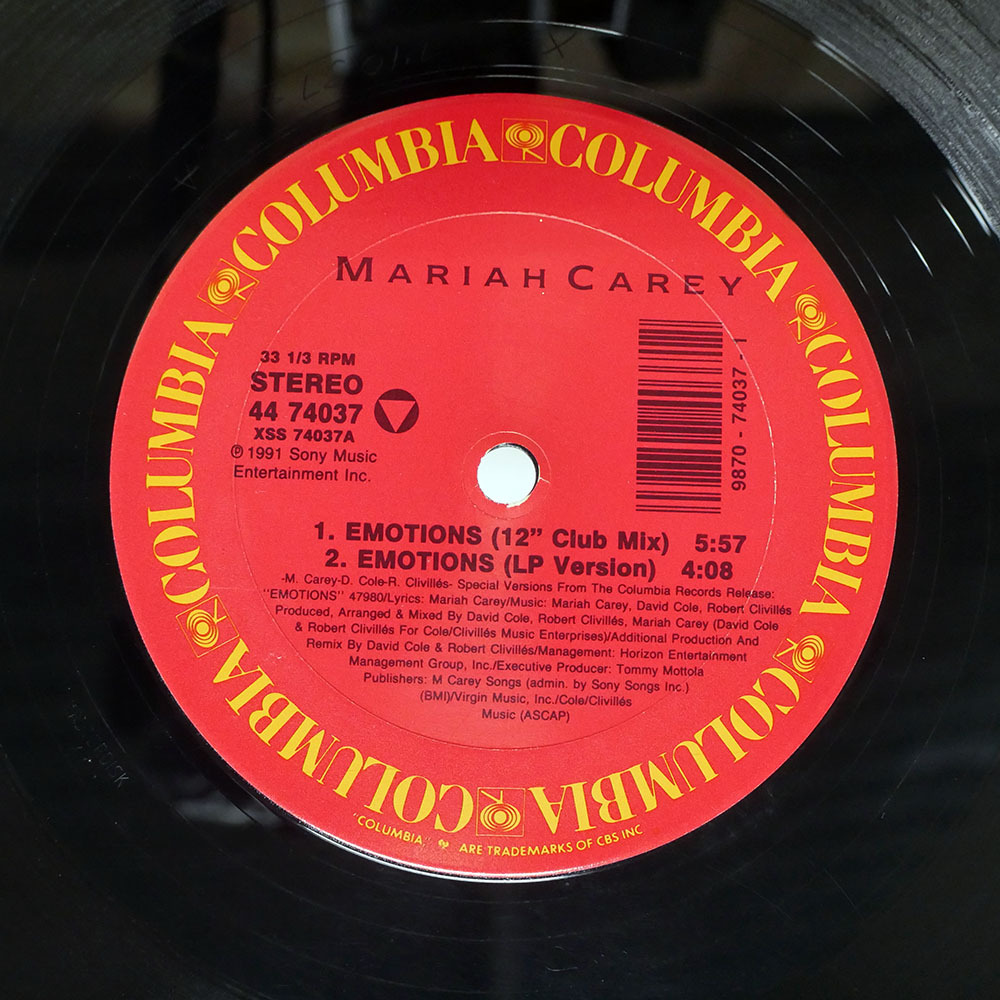 COLUMBIA COLUMBIA COLUMBIA COLUMBIA COLUMBIA COLUMBIA COLUMBIA COLUMBIA
MARIAH CAREY
33 1/3 RPM
STEREO
44 74037
XSS 74037A
℗ 1991 Sony Music
Entertainment Inc.
9870 - 74037 - 1
1. EMOTIONS (12” Club Mix) 5:57
2. EMOTIONS (LP Version) 4:08
-M. Carey-D. Cole-R. Clivillés- Special Versions From The Columbia Records Release:
"EMOTIONS" 47980/Lyrics: Mariah Carey/Music: Mariah Carey, David Cole, Robert Clivillés
Produced, Arranged & Mixed By David Cole, Robert Clivillés, Mariah Carey (David Cole
& Robert Clivillés For Cole/Clivillés Music Enterprises)/Additional Production And
Remix By David Cole & Robert Clivillés/Management: Horizon Entertainment
Management Group, Inc./Executive Producer: Tommy Mottola
Publishers: M Carey Songs (admin. by Sony Songs Inc.)
(BMI)/Virgin Music, Inc./Cole/Clivillés
Music (ASCAP)
"COLUMBIA" ARE TRADEMARKS OF CBS INC